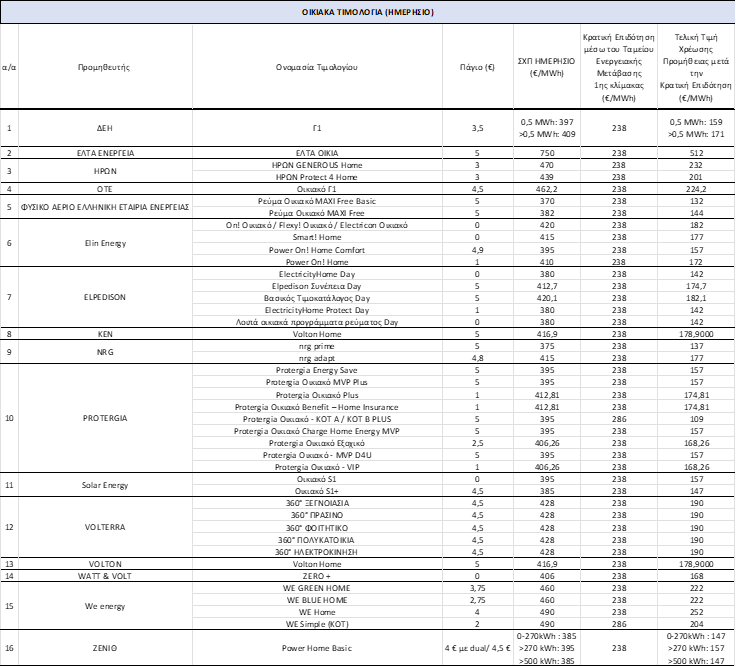 ΟΙΚΙΑΚΑ ΤΙΜΟΛΟΓΙΑ (ΗΜΕΡΗΣΙΟ)
α/α Προμηθευτής Ονομασία Τιμολογίου Πάγιο (€) ΣΧΠ ΗΜΕΡΗΣΙΟ (€/MWh) Κρατική Επιδότηση μέσω του Ταμείου Ενεργειακής Μετάβασης 1ης κλίμακας (€/MWh) Τελική Τιμή Χρέωσης Προμήθειας μετά την Κρατική Επιδότηση (€/MWh)
1 ΔΕΗ Γ1 3,5 0,5 MWh: 397 >0,5 MWh: 409 238 0,5 MWh: 159 >0,5 MWh: 171
2 ΕΛΤΑ ΕΝΕΡΓΕΙΑ ΕΛΤΑ ΟΙΚΙΑ 5 750 238 512
3 ΗΡΩΝ ΗΡΩΝ GENEROUS Home 3 470 238 232
ΗΡΩΝ Protect 4 Home 3 439 238 201
4 ΟΤΕ Οικιακό Γ1 4,5 462,2 238 224,2
5 ΦΥΣΙΚΟ ΑΕΡΙΟ ΕΛΛΗΝΙΚΗ ΕΤΑΙΡΙΑ ΕΝΕΡΓΕΙΑΣ Ρεύμα Οικιακό MAXI Free Basic 5 370 238 132
Ρεύμα Οικιακό MAXI Free 5 382 238 144
6 Elin Energy On! Οικιακό / Flexy! Οικιακό / Electricon Οικιακό 0 420 238 182
Smart! Home 0 415 238 177
Power On! Home Comfort 4,9 395 238 157
Power On! Home 1 410 238 172
7 ELPEDISON ElectricityHome Day 0 380 238 142
Elpedison Συνέπεια Day 5 412,7 238 174,7
Βασικός Τιμοκατάλογος Day 5 420,1 238 182,1
ElectricityHome Protect Day 1 380 238 142
Λοιπά οικιακά προγράμματα ρεύματος Day 0 380 238 142
8 ΚΕΝ Volton Home 5 416,9 238 178,9000
9 NRG nrg prime 5 375 238 137
nrg adapt 4,8 415 238 177
10 PROTERGIA Protergia Energy Save 5 395 238 157
Protergia Οικιακό MVP Plus 5 395 238 157
Protergia Οικιακό Plus 1 412,81 238 174,81
Protergia Οικιακό Benefit – Home Insurance 1 412,81 238 174,81
Protergia Οικιακό - ΚΟΤ Α / ΚΟΤ Β PLUS 5 395 286 109
Protergia Οικιακό Charge Home Energy MVP 5 395 238 157
Protergia Οικιακό Εξοχικό 2,5 406,26 238 168,26
Protergia Οικιακό - MVP D4U 5 395 238 157
Protergia Οικιακό - VIP 1 406,26 238 168,26
11 Solar Energy Οικιακό S1 0 395 238 157
Οικιακό S1+ 4,5 385 238 147
12 VOLTERRA 360° ΞΕΓΝΟΙΑΣΙΑ 4,5 428 238 190
360° ΠΡΑΣΙΝΟ 4,5 428 238 190
360° ΦΟΙΤΗΤΙΚΟ 4,5 428 238 190
360° ΠΟΛΥΚΑΤΟΙΚΙΑ 4,5 428 238 190
360° ΗΛΕΚΤΡΟΚΙΝΗΣΗ 4,5 428 238 190
13 VOLTON Volton Home 5 416,9 238 178,9000
14 WATT & VOLT ZERO + 0 406 238 168
15 We energy WE GREEN HOME 3,75 460 238 222
WE BLUE HOME 2,75 460 238 222
WE Home 4 490 238 252
WE Simple (ΚΟΤ) 2 490 286 204
16 ΖΕΝΙΘ Power Home Basic 4 € με dual/ 4,5 € 0-270kWh : 385 >270 kWh: 395 >500 kWh: 385 238 0-270kWh : 147 >270 kWh: 157 >500 kWh: 147